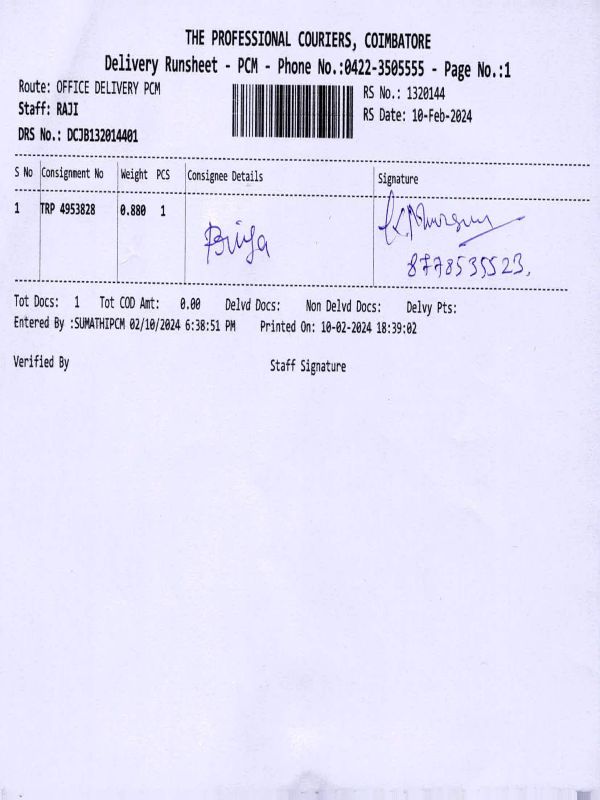 THE PROFESSIONAL COURIERS, COIMBATORE
Delivery Runsheet - PCM - Phone No.:0422-3505555 - Page No.:1
Route: OFFICE DELIVERY PCM
RS No.: 1320144
Staff: RAJI
RS Date: 10-Feb-2024
DRS No.: DCJB132014401
S No Consignment No Weight PCS Consignee Details Signature
1 TRP 4953828 0.880 1
Priya
8778535523.
Tot Docs: 1 Tot COD Amt: 0.00 Delvd Docs: Non Delvd Docs: Delvy Pts:
Entered By :SUMATHIPCM 02/10/2024 6:38:51 PM Printed On: 10-02-2024 18:39:02
Verified By Staff Signature